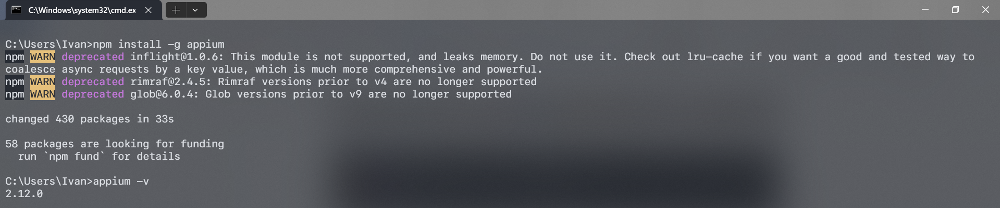 C:\Windows\system32\cmd.ex
C:\Users\Ivan>npm install -g appium
npm WARN deprecated inflight@1.0.6: This module is not supported, and leaks memory. Do not use it. Check out lru-cache if you want a good and tested way to
coalesce async requests by a key value, which is much more comprehensive and powerful.
npm WARN deprecated rimraf@2.4.5: Rimraf versions prior to v4 are no longer supported
npm WARN deprecated glob@6.0.4: Glob versions prior to v9 are no longer supported
changed 430 packages in 33s
58 packages are looking for funding
  run `npm fund` for details
C:\Users\Ivan>appium -v
2.12.0